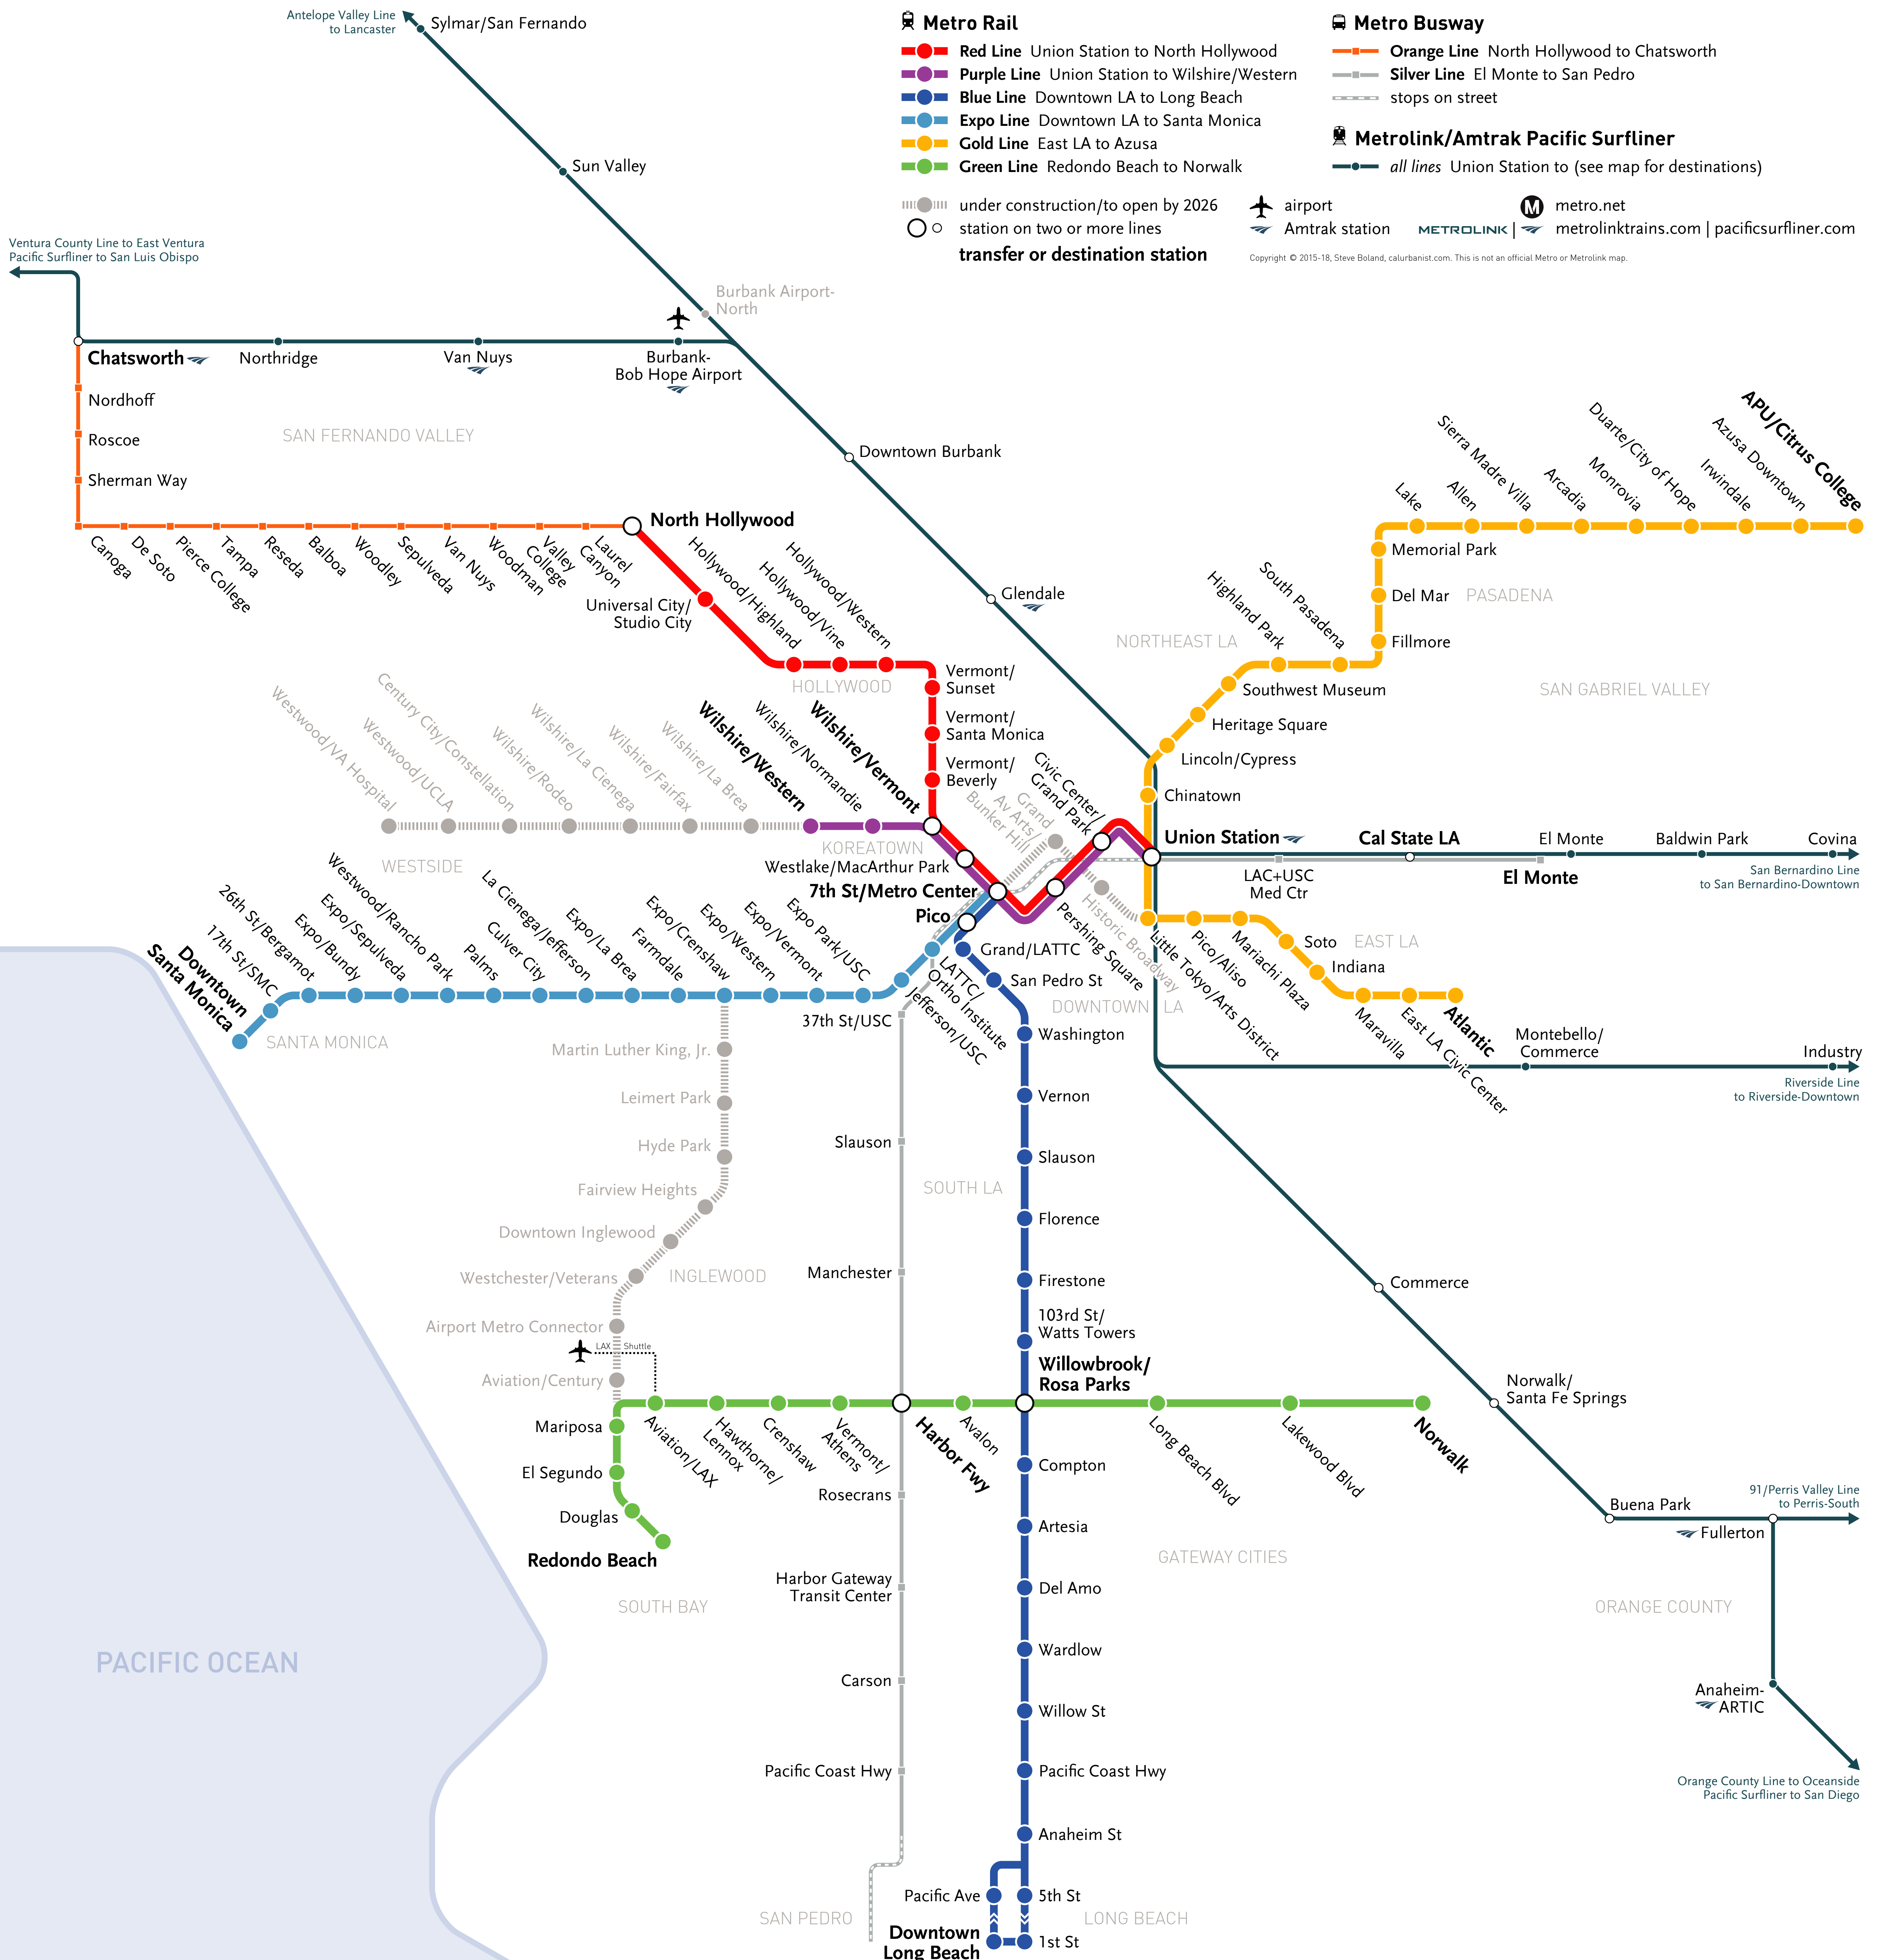 Antelope Valley Line
to Lancaster
Sylmar/San Fernando
Sun Valley
Metro Rail
Red Line Union Station to North Hollywood
Purple Line Union Station to Wilshire/Western
Blue Line Downtown LA to Long Beach
Expo Line Downtown LA to Santa Monica
Gold Line East LA to Azusa
Green Line Redondo Beach to Norwalk
under construction/to open by 2026
station on two or more lines
transfer or destination station
Metro Busway
Orange Line North Hollywood to Chatsworth
Silver Line El Monte to San Pedro
stops on street
Metrolink/Amtrak Pacific Surfliner
all lines Union Station to (see map for destinations)
airport
Amtrak station
M
metro.net
METROLINK |
metrolinktrains.com | pacificsurfliner.com
Copyright © 2015-18, Steve Boland, calurbanist.com. This is not an official Metro or Metrolink map.
Ventura County Line to East Ventura
Pacific Surfliner to San Luis Obispo
Burbank Airport-
North
Chatsworth
Northridge
Van Nuys
Burbank-
Bob Hope Airport
Nordhoff
Roscoe
Sherman Way
SAN FERNANDO VALLEY
Downtown Burbank
Glendale
Canoga
De Soto
Pierce College
Tampa
Reseda
Balboa
Woodley
Sepulveda
Van Nuys
Woodman
Valley
College
Laurel
Canyon
North Hollywood
Universal City/
Studio City
Hollywood/Highland
Hollywood/Vine
Hollywood/Western
HOLLYWOOD
Vermont/
Sunset
Vermont/
Santa Monica
Vermont/
Beverly
Lake
Allen
Sierra Madre Villa
Arcadia
Monrovia
Duarte/City of Hope
Irwindale
Azusa Downtown
APU/Citrus College
Memorial Park
Del Mar
PASADENA
Fillmore
Highland Park
South Pasadena
NORTHEAST LA
SAN GABRIEL VALLEY
Southwest Museum
Heritage Square
Lincoln/Cypress
Chinatown
Westwood/VA Hospital
Westwood/UCLA
Century City/Constellation
Wilshire/Rodeo
Wilshire/La Cienega
Wilshire/Fairfax
Wilshire/La Brea
Wilshire/Western
Wilshire/Normandie
Wilshire/Vermont
WESTSIDE
KOREATOWN
Westlake/MacArthur Park
7th St/Metro Center
Pico
Grand
Av Arts/
Bunker Hill
Civic Center/
Grand Park
Union Station
Cal State LA
El Monte
Baldwin Park
Covina
San Bernardino Line
to San Bernardino-Downtown
LAC+USC
Med Ctr
El Monte
Pershing Square
Historic Broadway
Little Tokyo/Arts District
Pico/Aliso
Mariachi Plaza
Soto
EAST LA
Indiana
Maravilla
East LA Civic Center
Atlantic
DOWNTOWN LA
Montebello/
Commerce
Industry
Riverside Line
to Riverside-Downtown
Downtown
Santa Monica
17th St/SMC
26th St/Bergamot
Expo/Bundy
Expo/Sepulveda
Westwood/Rancho Park
Palms
Culver City
La Cienega/Jefferson
Expo/La Brea
Farmdale
Expo/Crenshaw
Expo/Western
Expo/Vermont
Expo Park/USC
Jefferson/USC
LATTC/
Ortho Institute
SANTA MONICA
Grand/LATTC
San Pedro St
Washington
Vernon
Slauson
Florence
Firestone
103rd St/
Watts Towers
Willowbrook/
Rosa Parks
37th St/USC
Slauson
SOUTH LA
Manchester
Martin Luther King, Jr.
Leimert Park
Hyde Park
Fairview Heights
Downtown Inglewood
Westchester/Veterans
INGLEWOOD
Airport Metro Connector
LAX Shuttle
Aviation/Century
Mariposa
El Segundo
Douglas
Redondo Beach
Aviation/LAX
Hawthorne/
Lennox
Crenshaw
Vermont/
Athens
Harbor Fwy
Avalon
Long Beach Blvd
Lakewood Blvd
Norwalk
Commerce
Norwalk/
Santa Fe Springs
Buena Park
Fullerton
91/Perris Valley Line
to Perris-South
ORANGE COUNTY
Anaheim-
ARTIC
Orange County Line to Oceanside
Pacific Surfliner to San Diego
Rosecrans
Harbor Gateway
Transit Center
Carson
Pacific Coast Hwy
SOUTH BAY
PACIFIC OCEAN
Compton
Artesia
GATEWAY CITIES
Del Amo
Wardlow
Willow St
Pacific Coast Hwy
Anaheim St
Pacific Ave
5th St
SAN PEDRO
LONG BEACH
Downtown
Long Beach
1st St